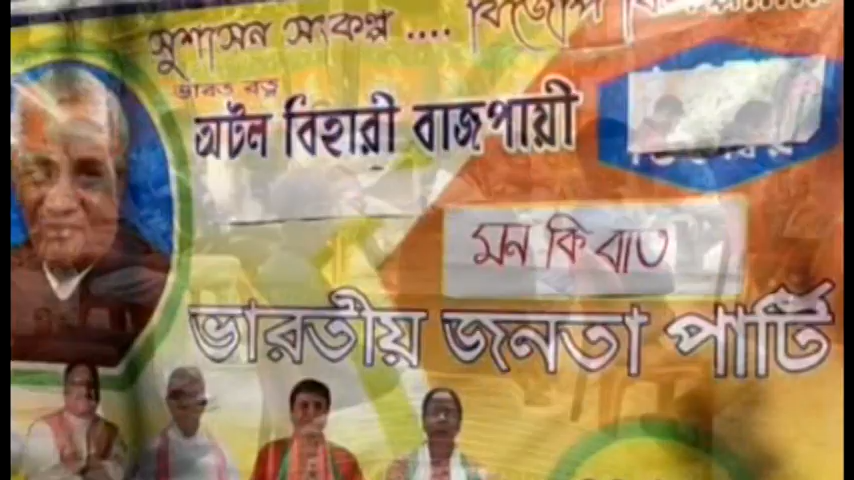 সুশাসন সংকল্প ....
ভারত রত্ন
অটল বিহারী বাজপায়ী
মন কি বাত
ভারতীয় জনতা পার্টি